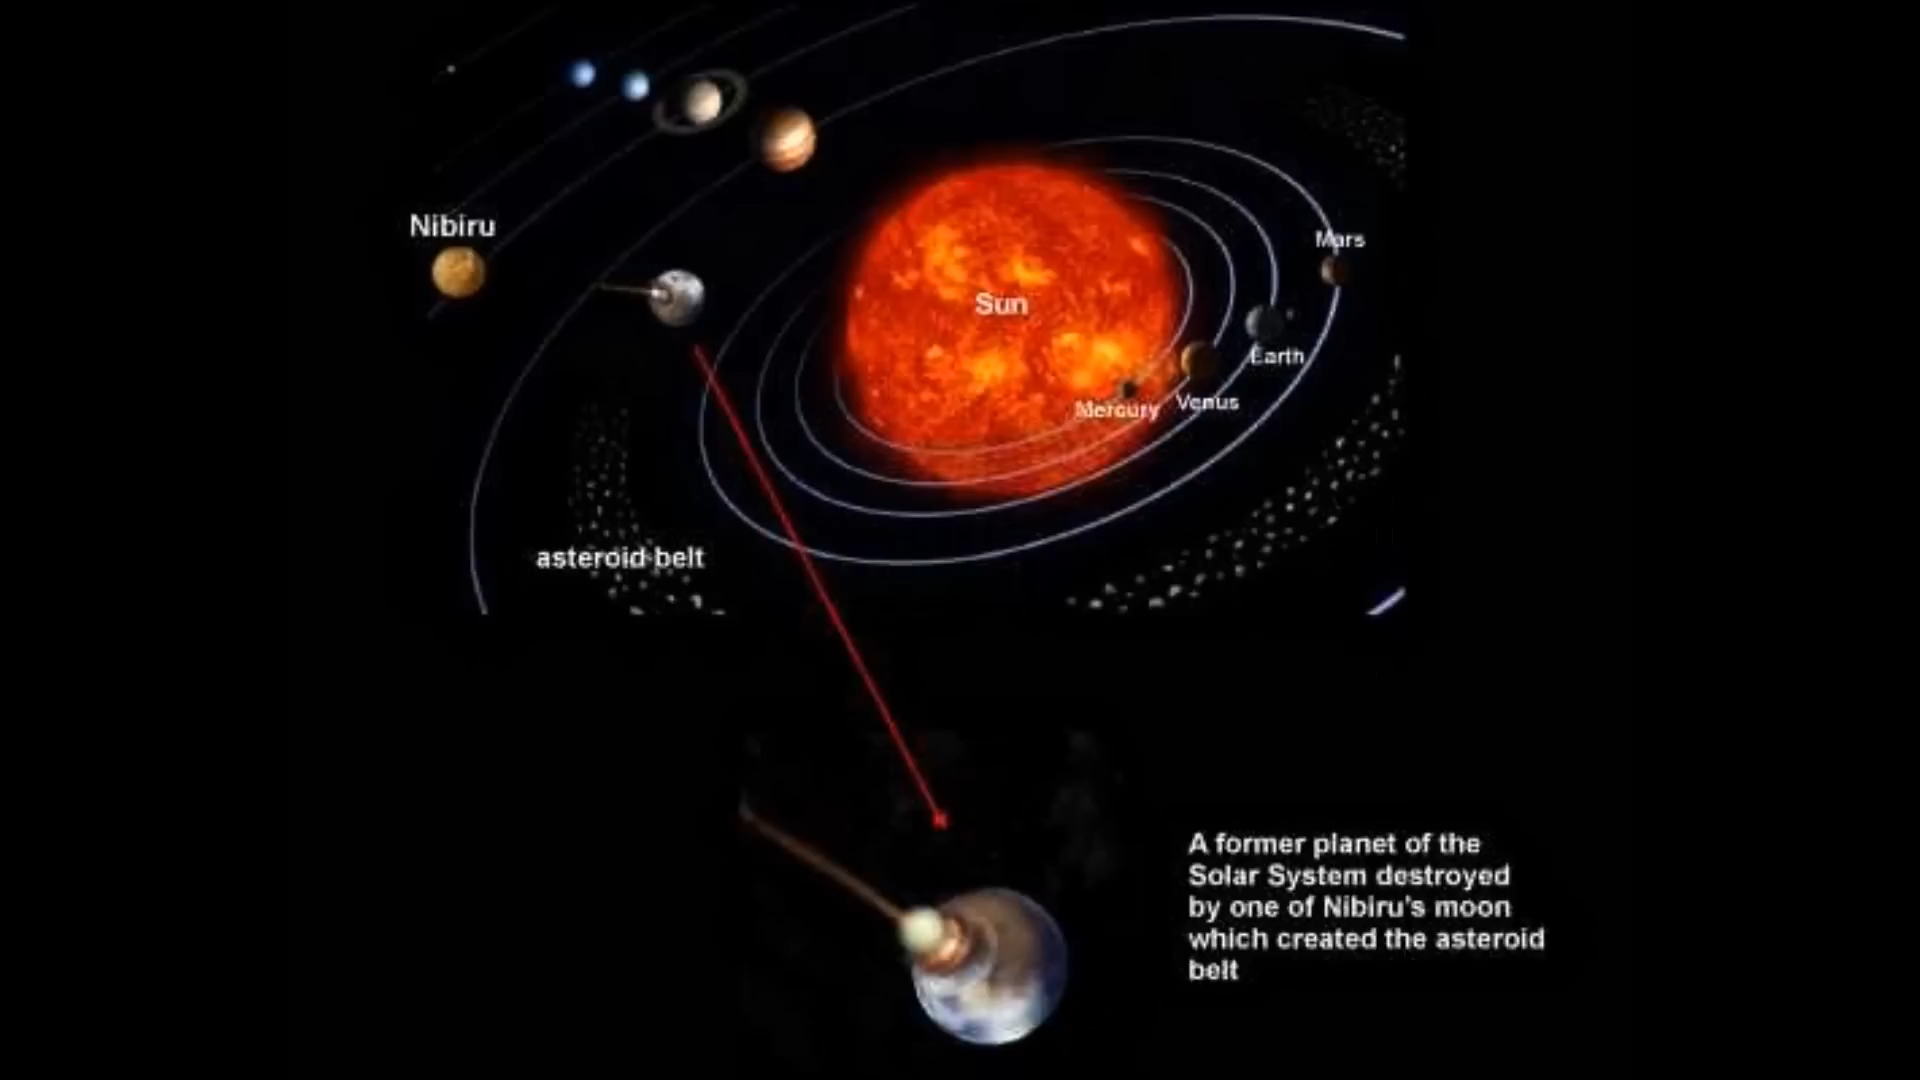 Nibiru
Mars
Sun
Earth
Mercury
Venus
asteroid belt
A former planet of the
Solar System destroyed
by one of Nibiru's moon
which created the asteroid
belt